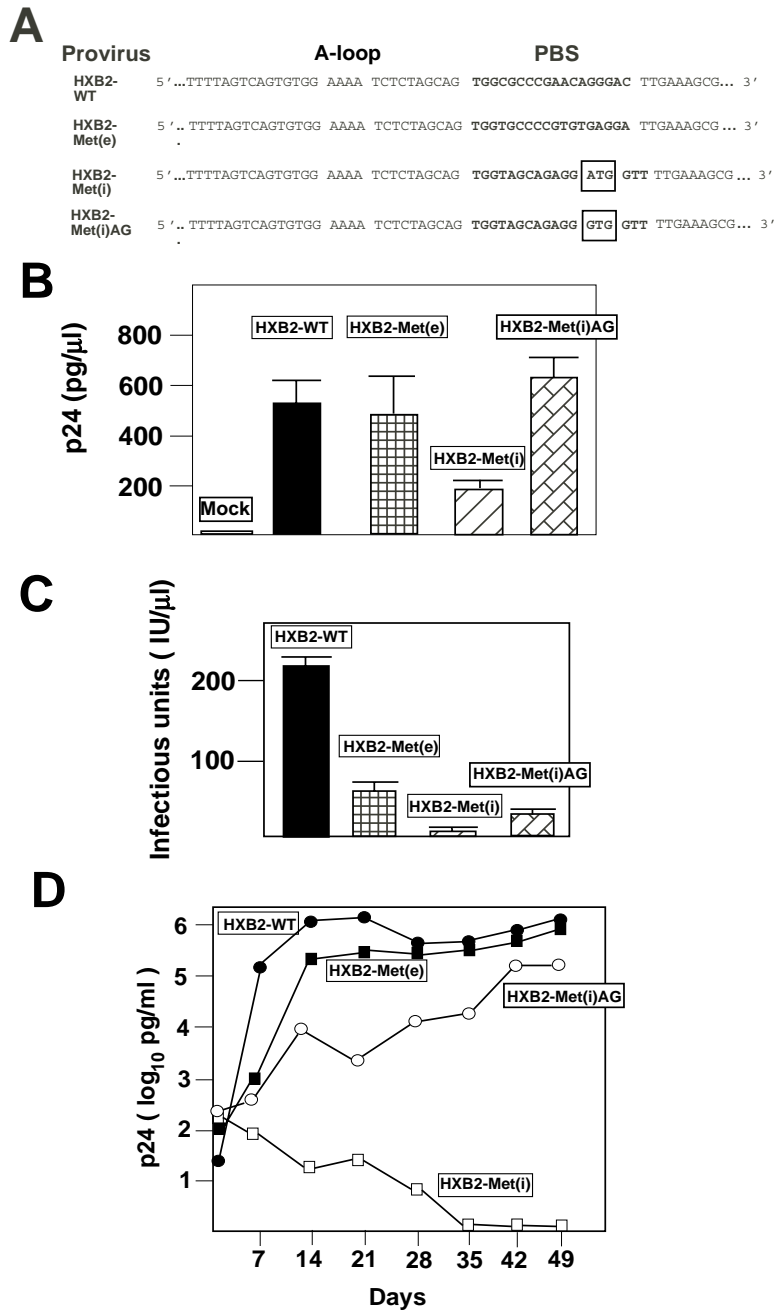 A
Provirus A-loop PBS
HXB2-WT 5’...TTTTAGTCAGTGTGG AAAA TCTCTAGCAG TGGCGCCCGAACAGGGAC TTGAAAGCG... 3’
HXB2-Met(e) 5’...TTTTAGTCAGTGTGG AAAA TCTCTAGCAG TGGTGCCCCGTGTGAGGA TTGAAAGCG... 3’
HXB2-Met(i) 5’...TTTTAGTCAGTGTGG AAAA TCTCTAGCAG TGGTAGCAGAGG ATG GTT TTGAAAGCG... 3’
HXB2-Met(i)AG 5’...TTTTAGTCAGTGTGG AAAA TCTCTAGCAG TGGTAGCAGAGG GTG GTT TTGAAAGCG... 3’
B
p24 (pg/µl)
800
600
400
200
Mock
HXB2-WT
HXB2-Met(e)
HXB2-Met(i)
HXB2-Met(i)AG
C
Infectious units ( IU/µl)
200
100
HXB2-WT
HXB2-Met(e)
HXB2-Met(i)
HXB2-Met(i)AG
D
p24 ( log10 pg/ml )
6
5
4
3
2
1
HXB2-WT
HXB2-Met(e)
HXB2-Met(i)AG
HXB2-Met(i)
7 14 21 28 35 42 49
Days